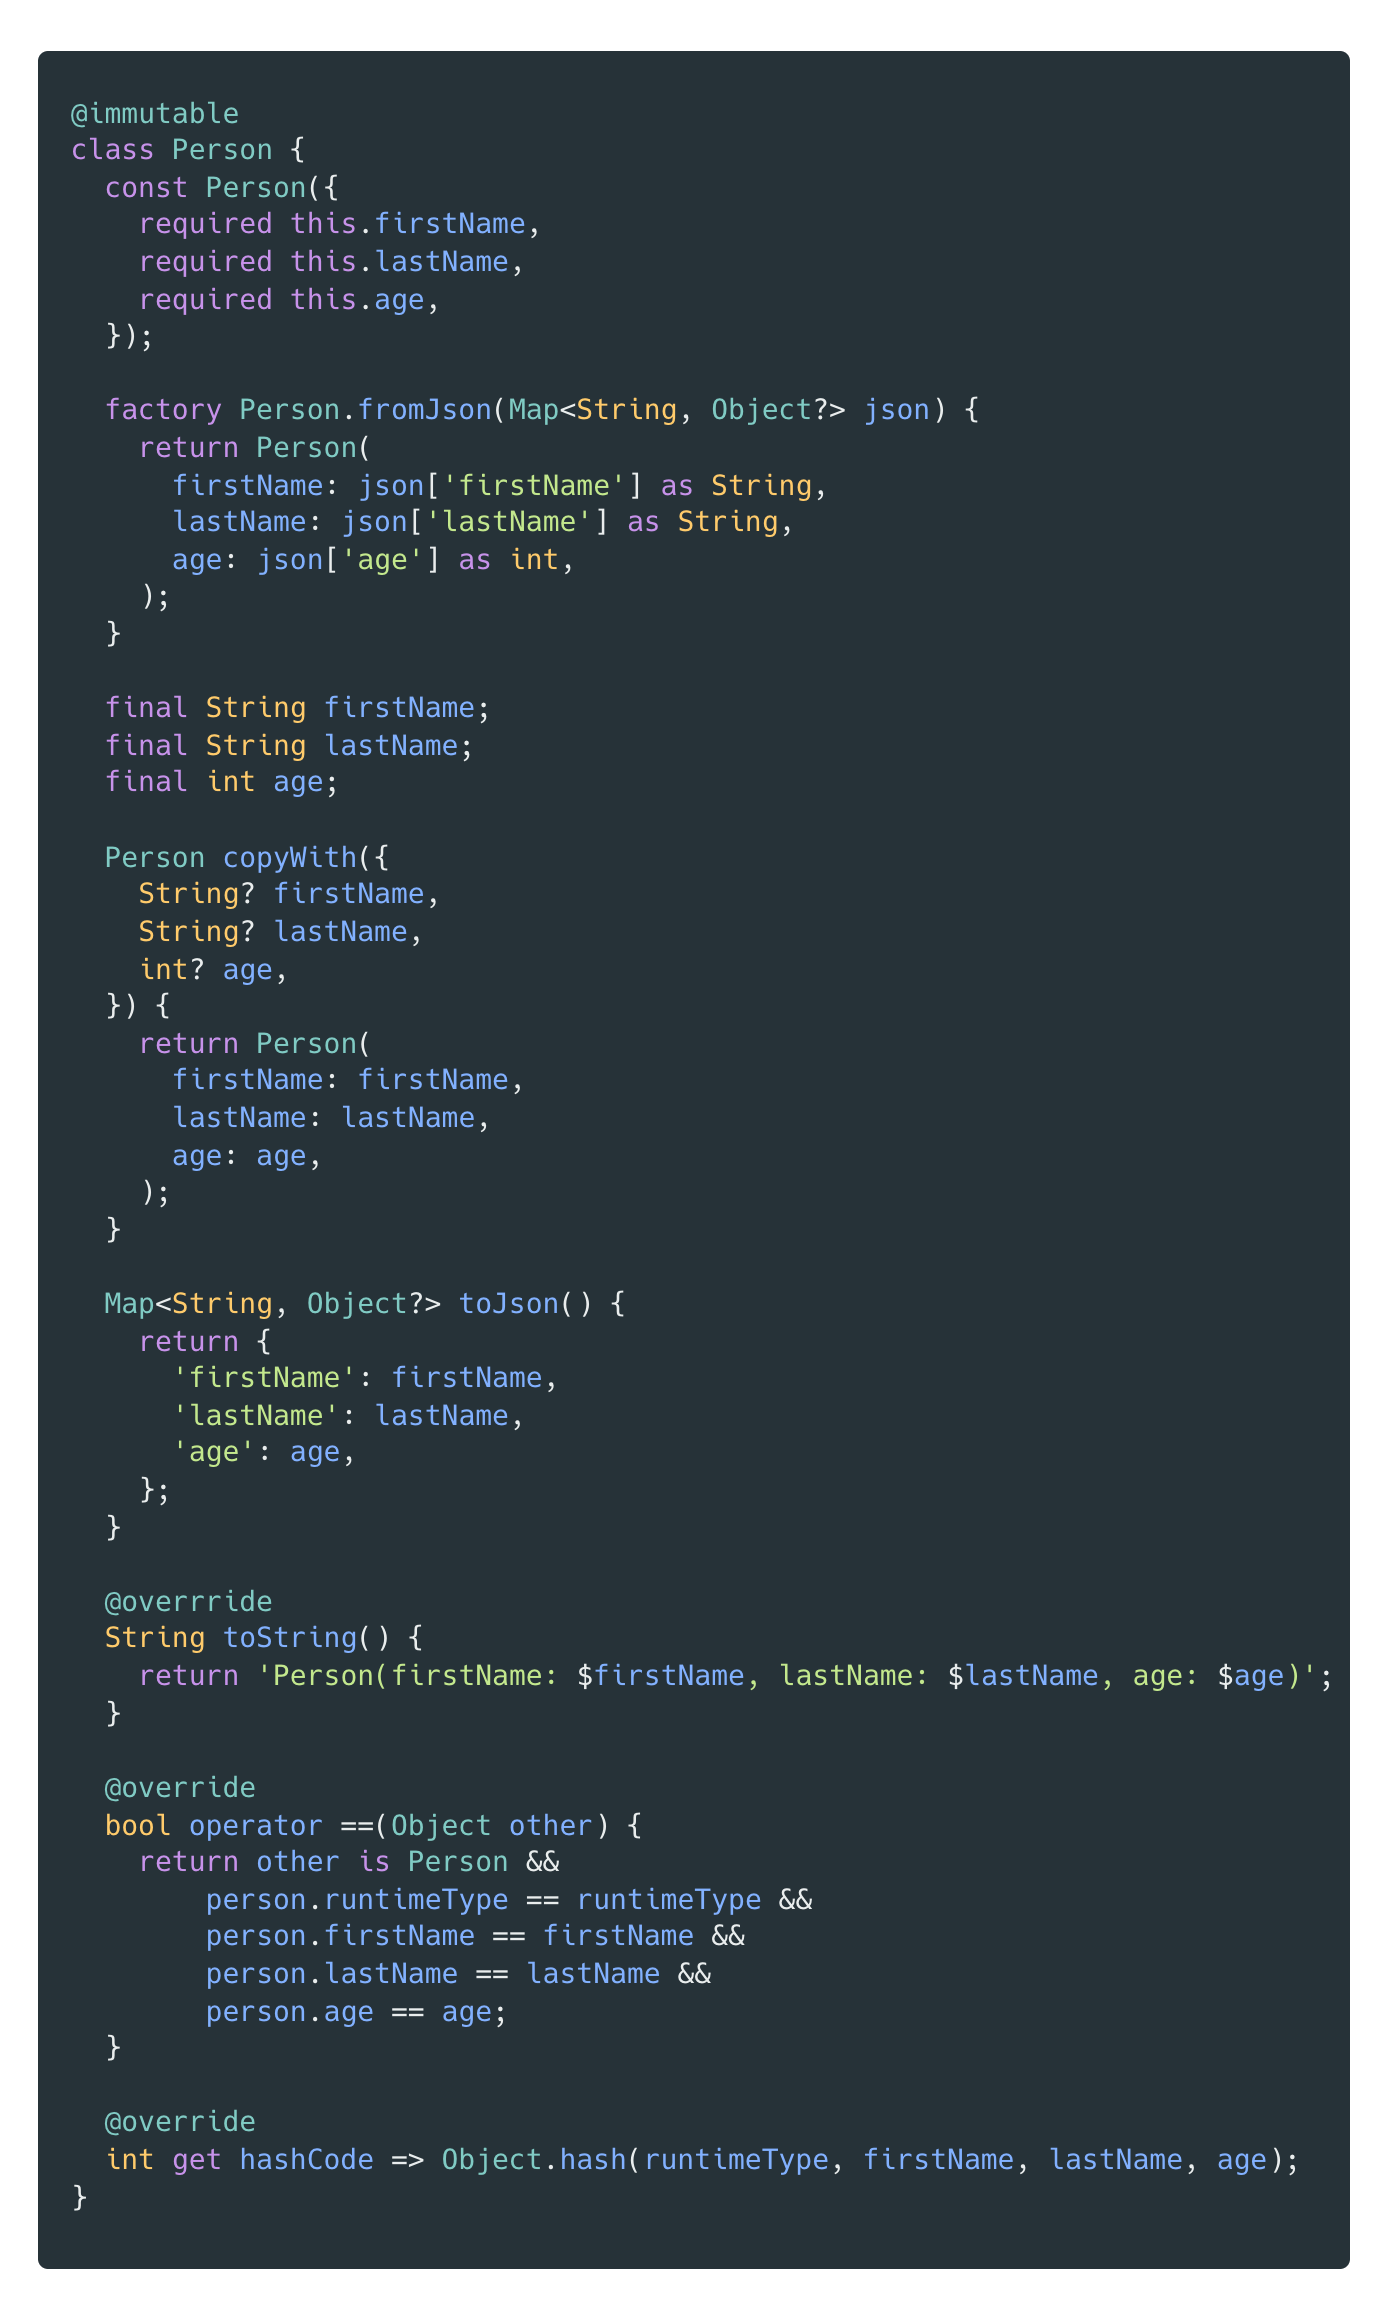 @immutable
class Person {
  const Person({
    required this.firstName,
    required this.lastName,
    required this.age,
  });

  factory Person.fromJson(Map<String, Object?> json) {
    return Person(
      firstName: json['firstName'] as String,
      lastName: json['lastName'] as String,
      age: json['age'] as int,
    );
  }

  final String firstName;
  final String lastName;
  final int age;

  Person copyWith({
    String? firstName,
    String? lastName,
    int? age,
  }) {
    return Person(
      firstName: firstName,
      lastName: lastName,
      age: age,
    );
  }

  Map<String, Object?> toJson() {
    return {
      'firstName': firstName,
      'lastName': lastName,
      'age': age,
    };
  }

  @overrride
  String toString() {
    return 'Person(firstName: $firstName, lastName: $lastName, age: $age)';
  }

  @override
  bool operator ==(Object other) {
    return other is Person &&
        person.runtimeType == runtimeType &&
        person.firstName == firstName &&
        person.lastName == lastName &&
        person.age == age;
  }

  @override
  int get hashCode => Object.hash(runtimeType, firstName, lastName, age);
}